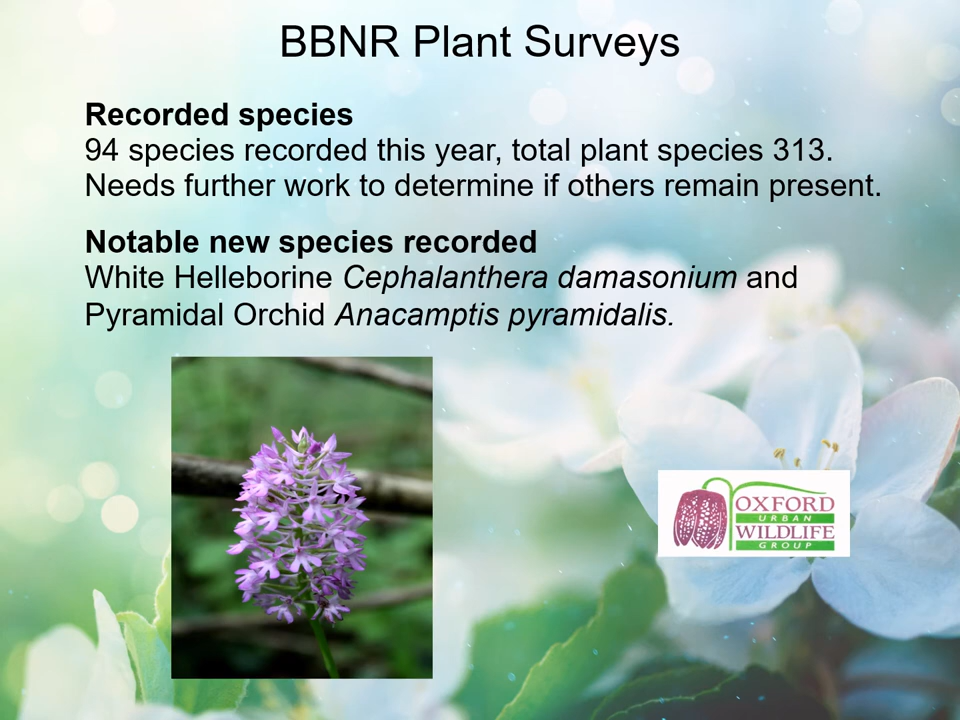 BBNR Plant Surveys
Recorded species
94 species recorded this year, total plant species 313.
Needs further work to determine if others remain present.
Notable new species recorded
White Helleborine Cephalanthera damasonium and
Pyramidal Orchid Anacamptis pyramidalis.
OXFORD
URBAN
WILDLIFE
GROUP